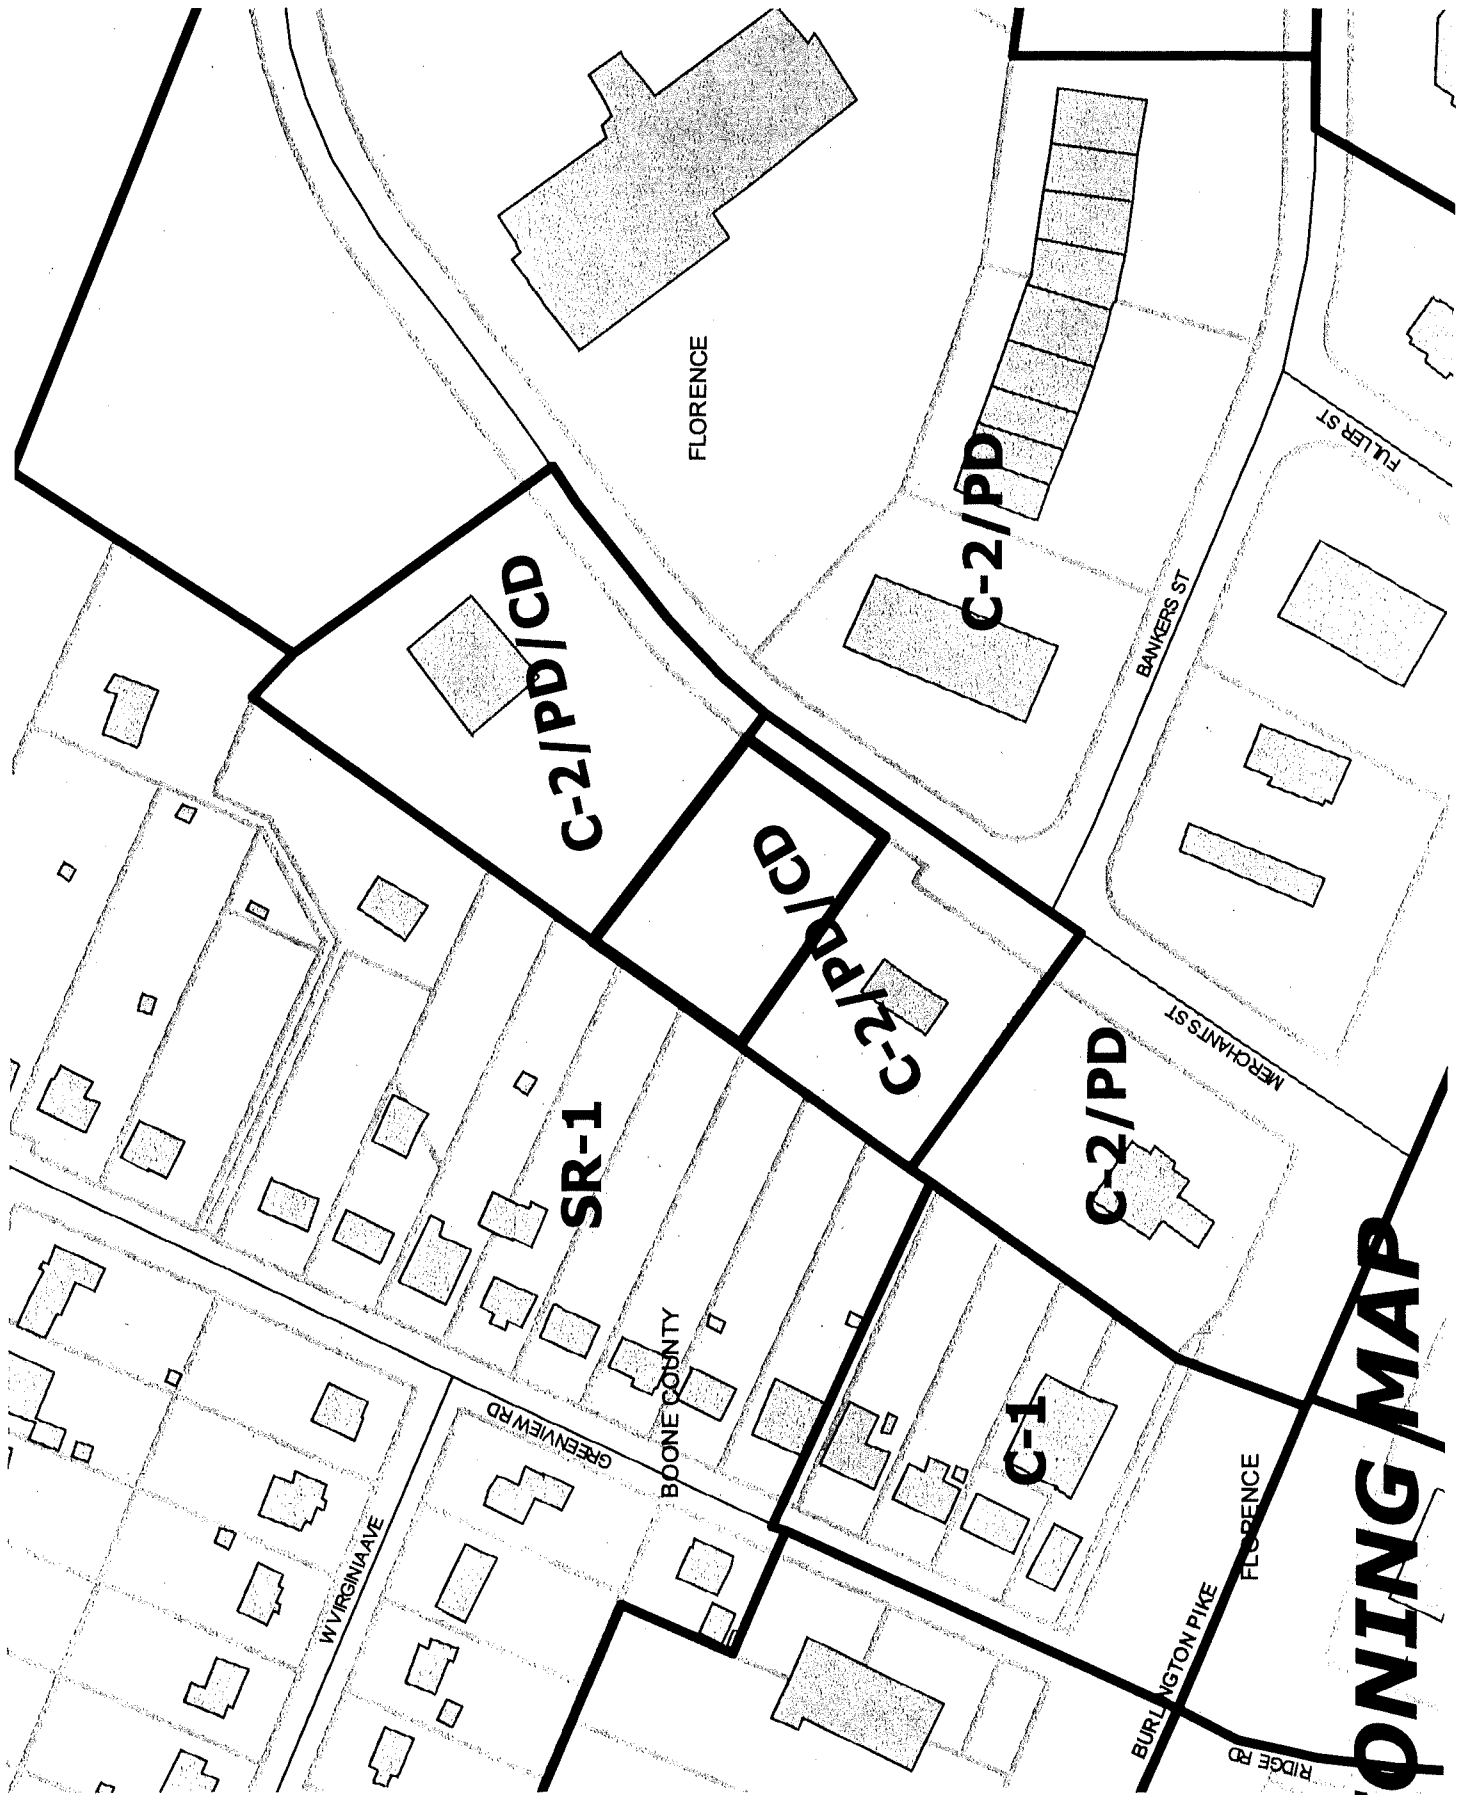 FLORENCE
FULLER ST
C-2/PD
BANKERS ST
C-2/PD/CD
C-2/PD/CD
MERCHANTS ST
C-2/PD
SR-1
BOONE COUNTY
GREENVIEW RD
W VIRGINIA AVE
C-1
FLORENCE
BURLINGTON PIKE
RIDGE RD
ONING MAP